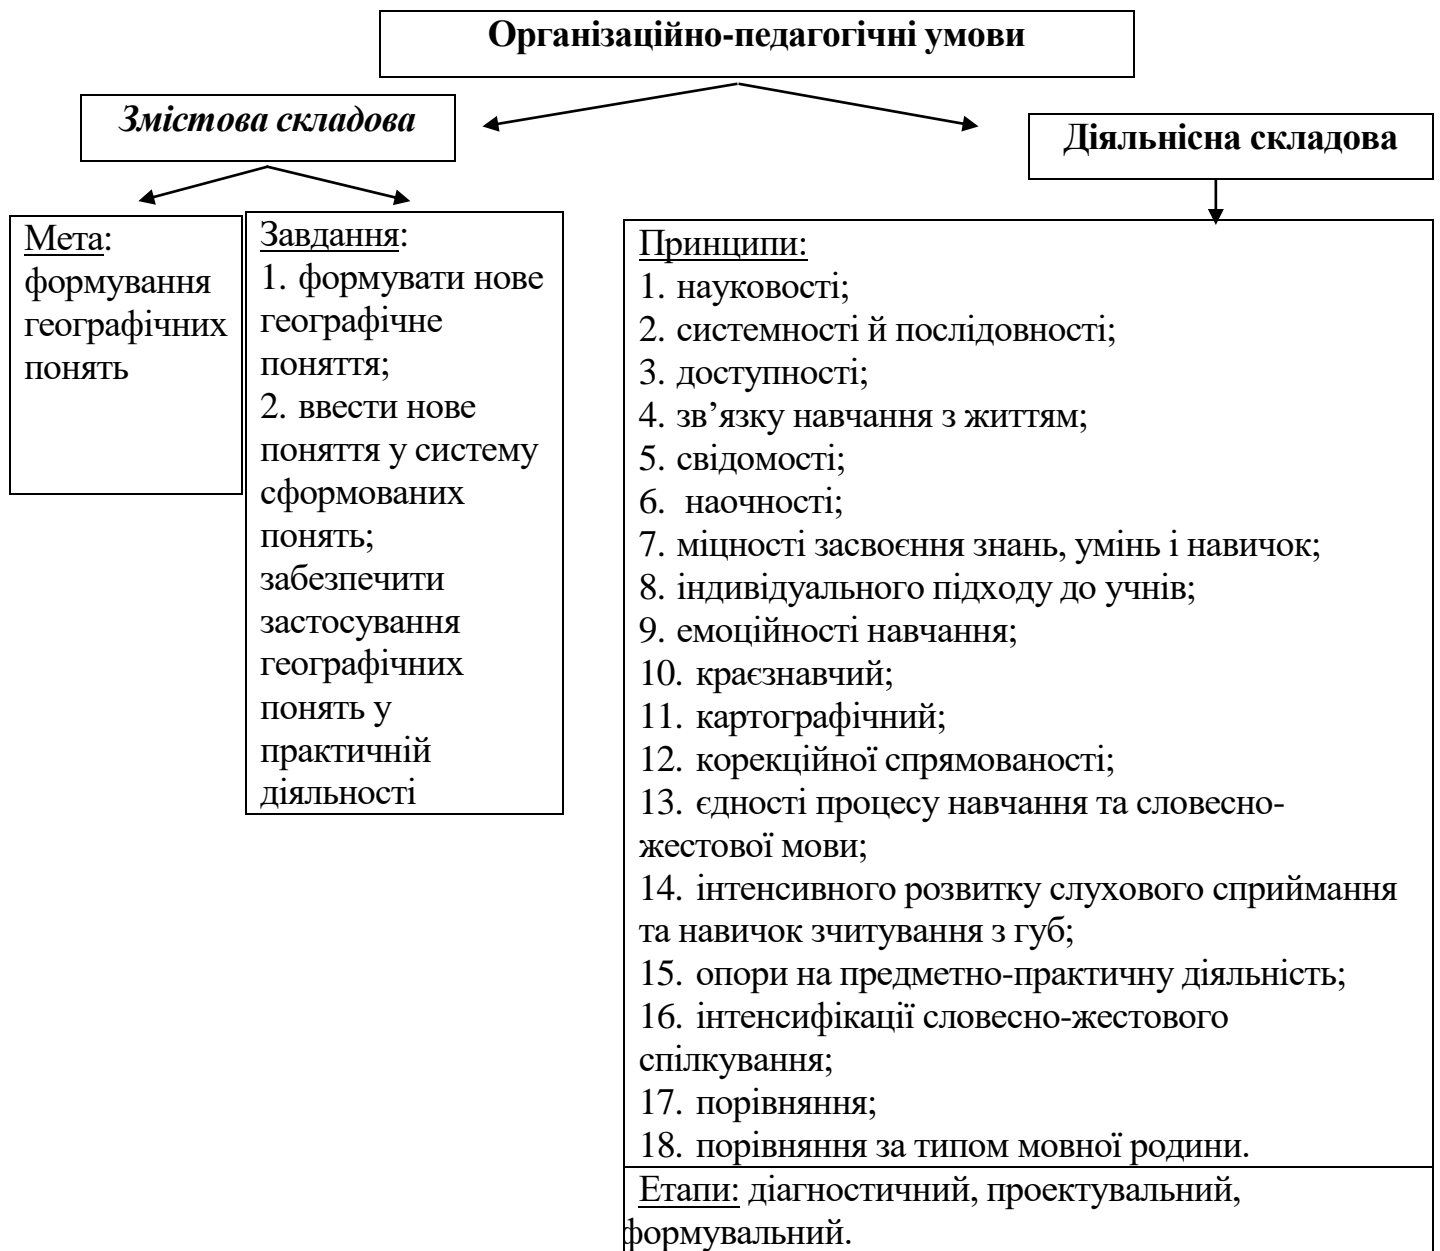 Організаційно-педагогічні умови
Змістова складова
Діяльнісна складова
Мета:
формування
географічних
понять
Завдання:
1. формувати нове
географічне
поняття;
2. ввести нове
поняття у систему
сформованих
понять;
забезпечити
застосування
географічних
понять у
практичній
діяльності
Принципи:
1. науковості;
2. системності й послідовності;
3. доступності;
4. зв’язку навчання з життям;
5. свідомості;
6. наочності;
7. міцності засвоєння знань, умінь і навичок;
8. індивідуального підходу до учнів;
9. емоційності навчання;
10. краєзнавчий;
11. картографічний;
12. корекційної спрямованості;
13. єдності процесу навчання та словесно-
жестової мови;
14. інтенсивного розвитку слухового сприймання
та навичок зчитування з губ;
15. опори на предметно-практичну діяльність;
16. інтенсифікації словесно-жестового
спілкування;
17. порівняння;
18. порівняння за типом мовної родини.
Етапи: діагностичний, проектувальний,
формувальний.